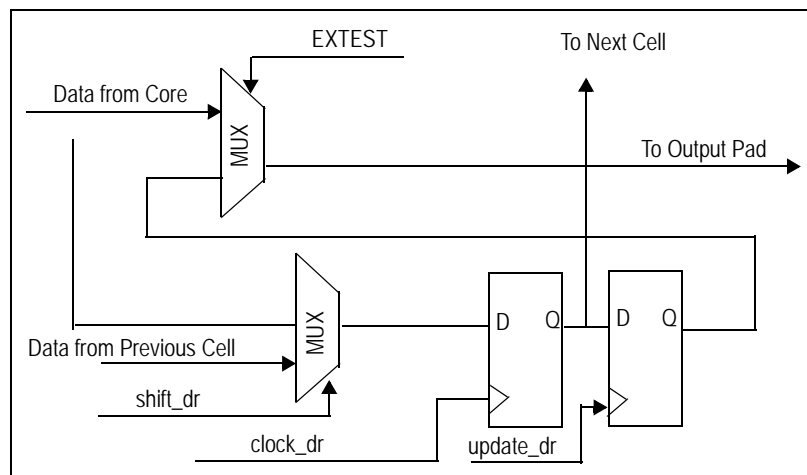 EXTEST
To Next Cell
Data from Core
MUX
To Output Pad
MUX
D Q
D Q
Data from Previous Cell
shift_dr
clock_dr
update_dr